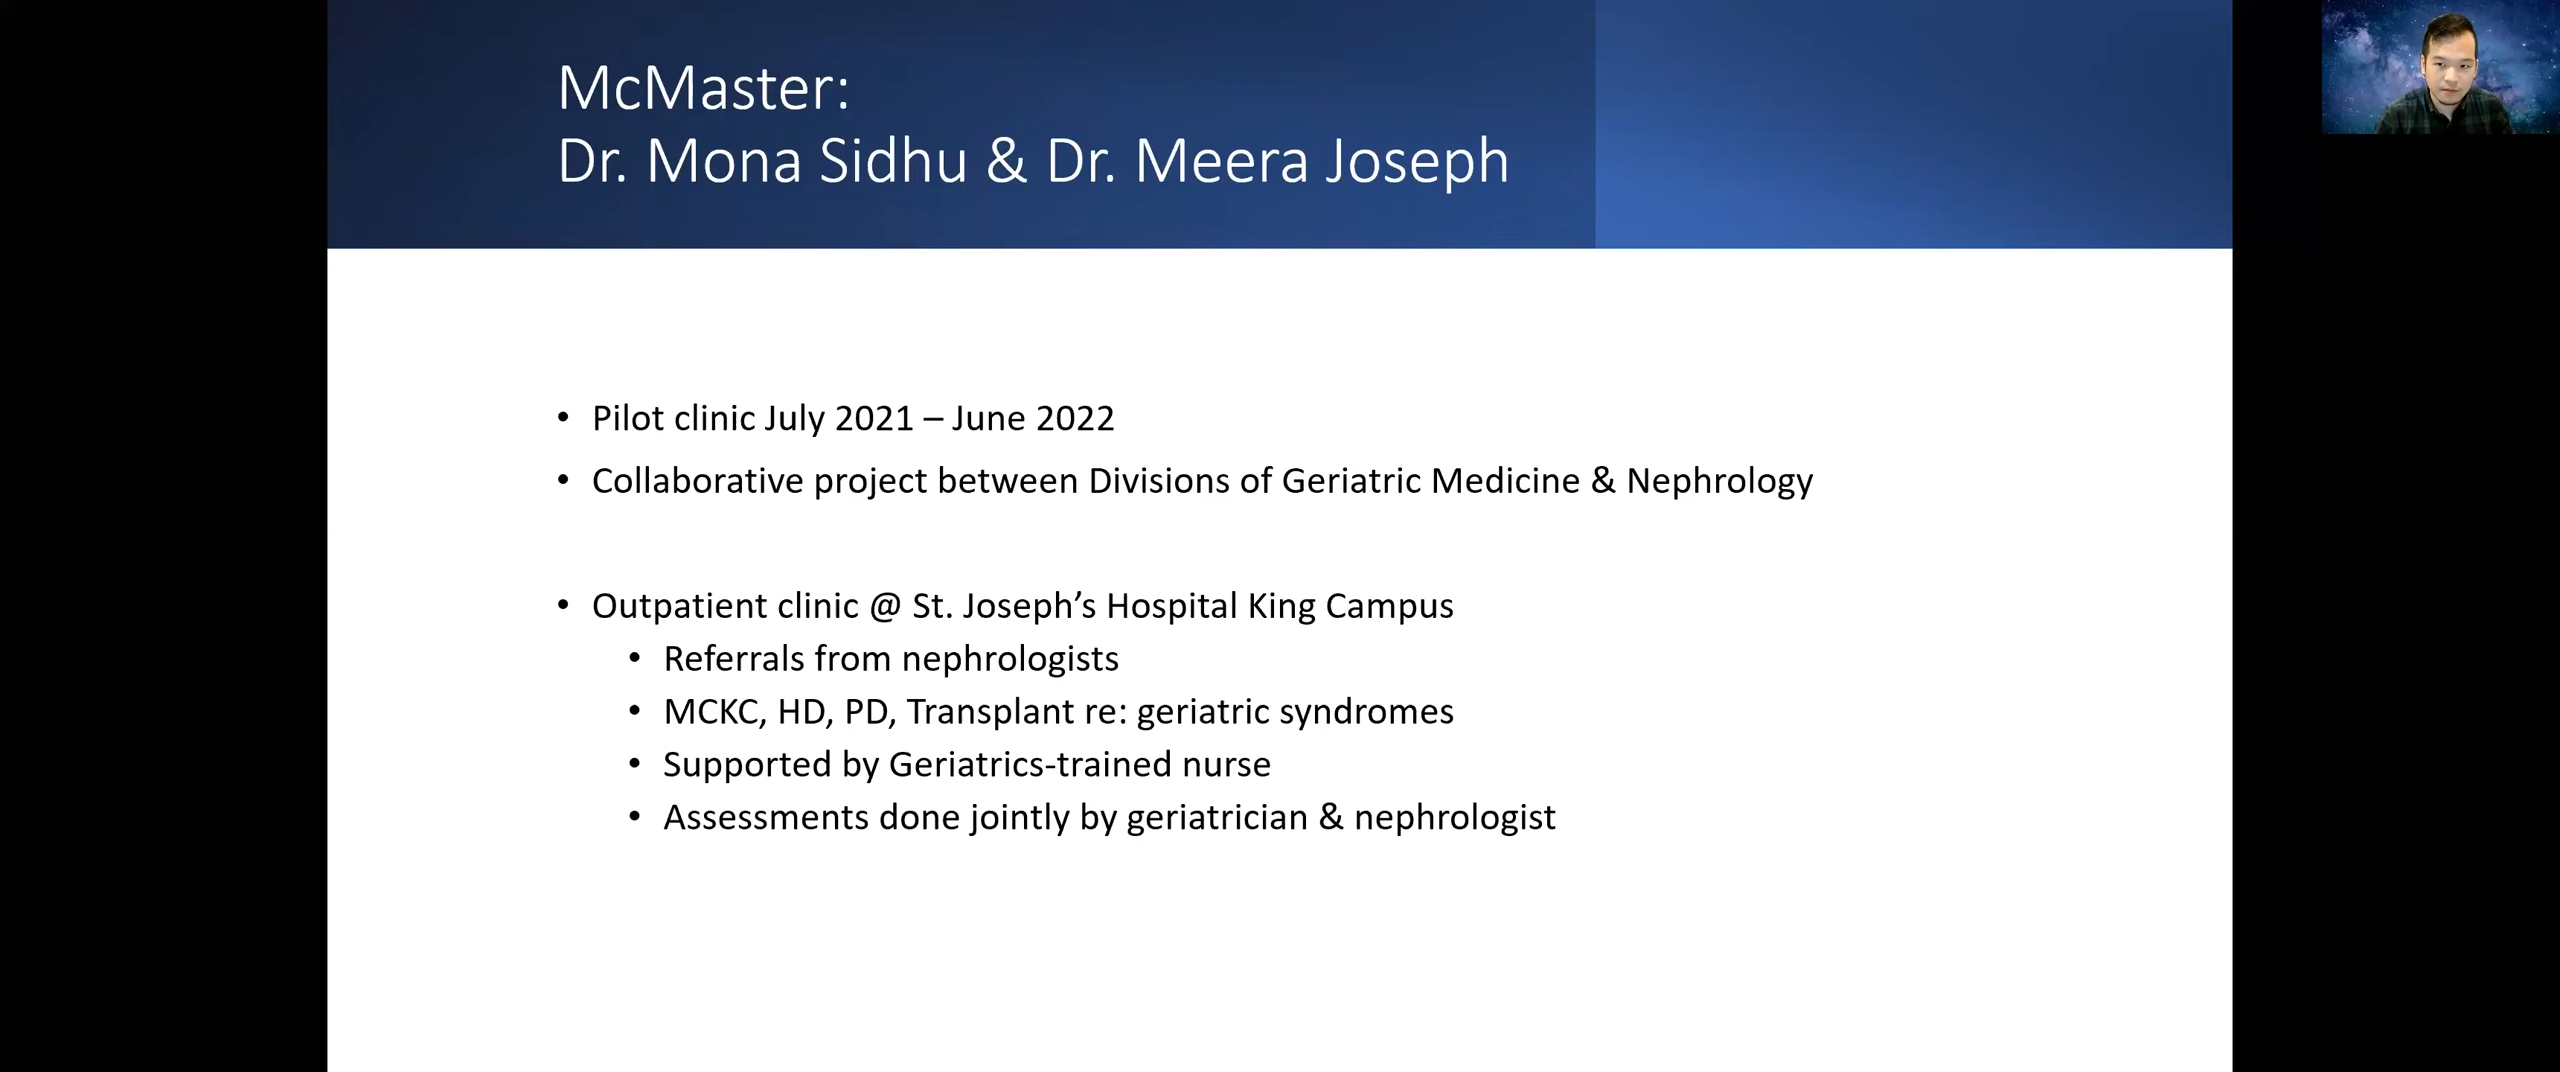 McMaster:
Dr. Mona Sidhu & Dr. Meera Joseph
• Pilot clinic July 2021 – June 2022
• Collaborative project between Divisions of Geriatric Medicine & Nephrology
• Outpatient clinic @ St. Joseph’s Hospital King Campus
• Referrals from nephrologists
• MCKC, HD, PD, Transplant re: geriatric syndromes
• Supported by Geriatrics-trained nurse
• Assessments done jointly by geriatrician & nephrologist